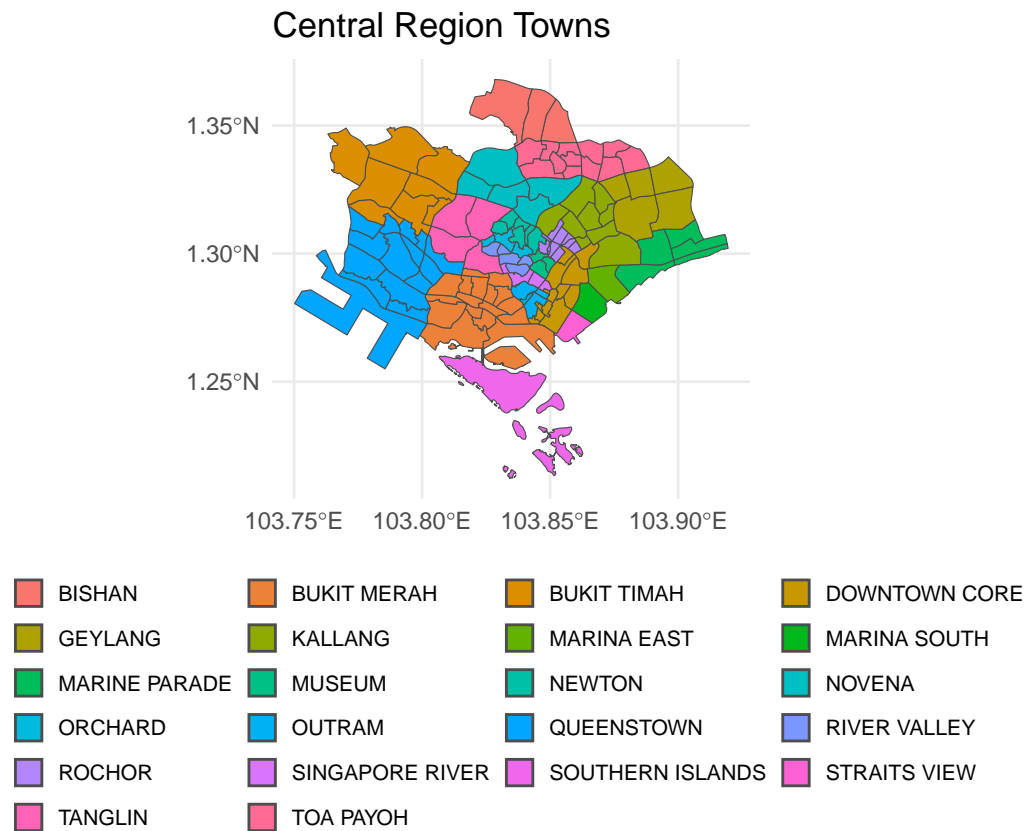 Central Region Towns
1.35°N
1.30°N
1.25°N
103.75°E 103.80°E 103.85°E 103.90°E
BISHAN BUKIT MERAH BUKIT TIMAH DOWNTOWN CORE
GEYLANG KALLANG MARINA EAST MARINA SOUTH
MARINE PARADE MUSEUM NEWTON NOVENA
ORCHARD OUTRAM QUEENSTOWN RIVER VALLEY
ROCHOR SINGAPORE RIVER SOUTHERN ISLANDS STRAITS VIEW
TANGLIN TOA PAYOH